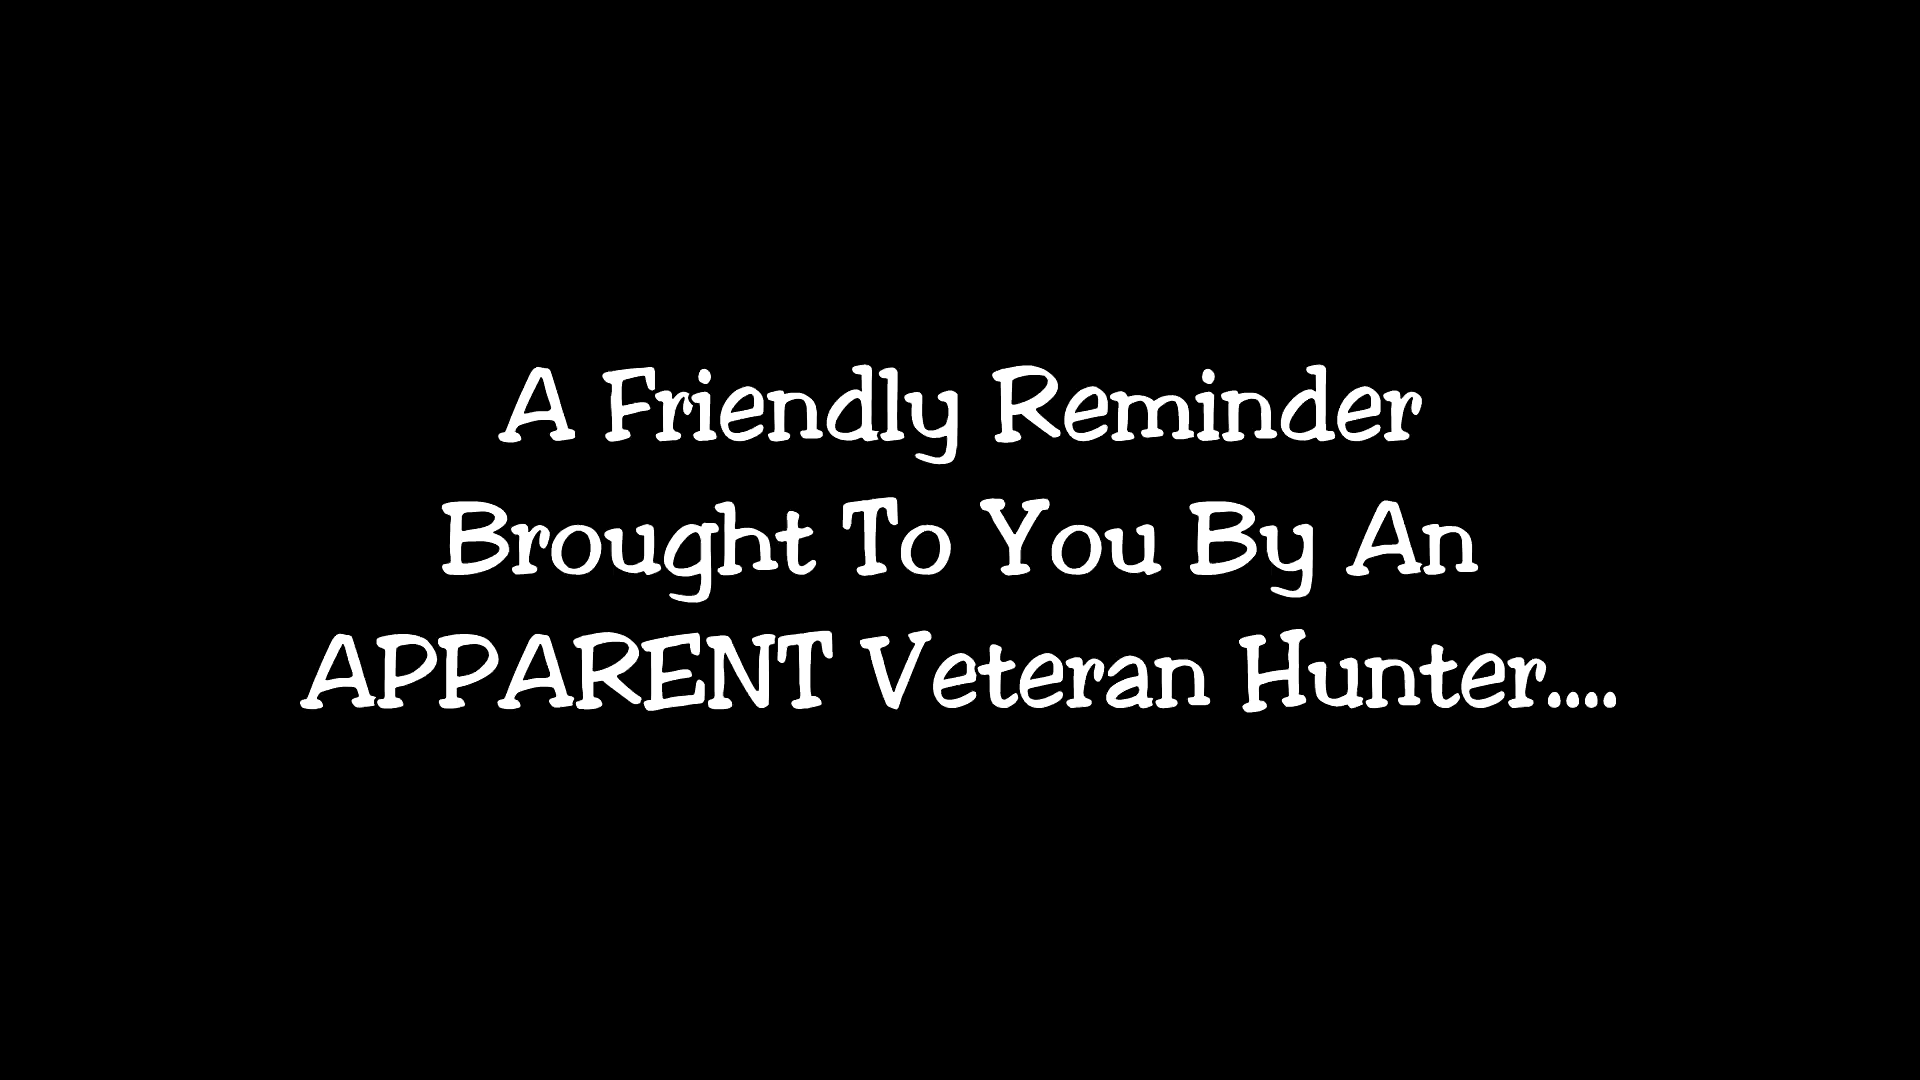 A Friendly Reminder
Brought To You By An
APPARENT Veteran Hunter....